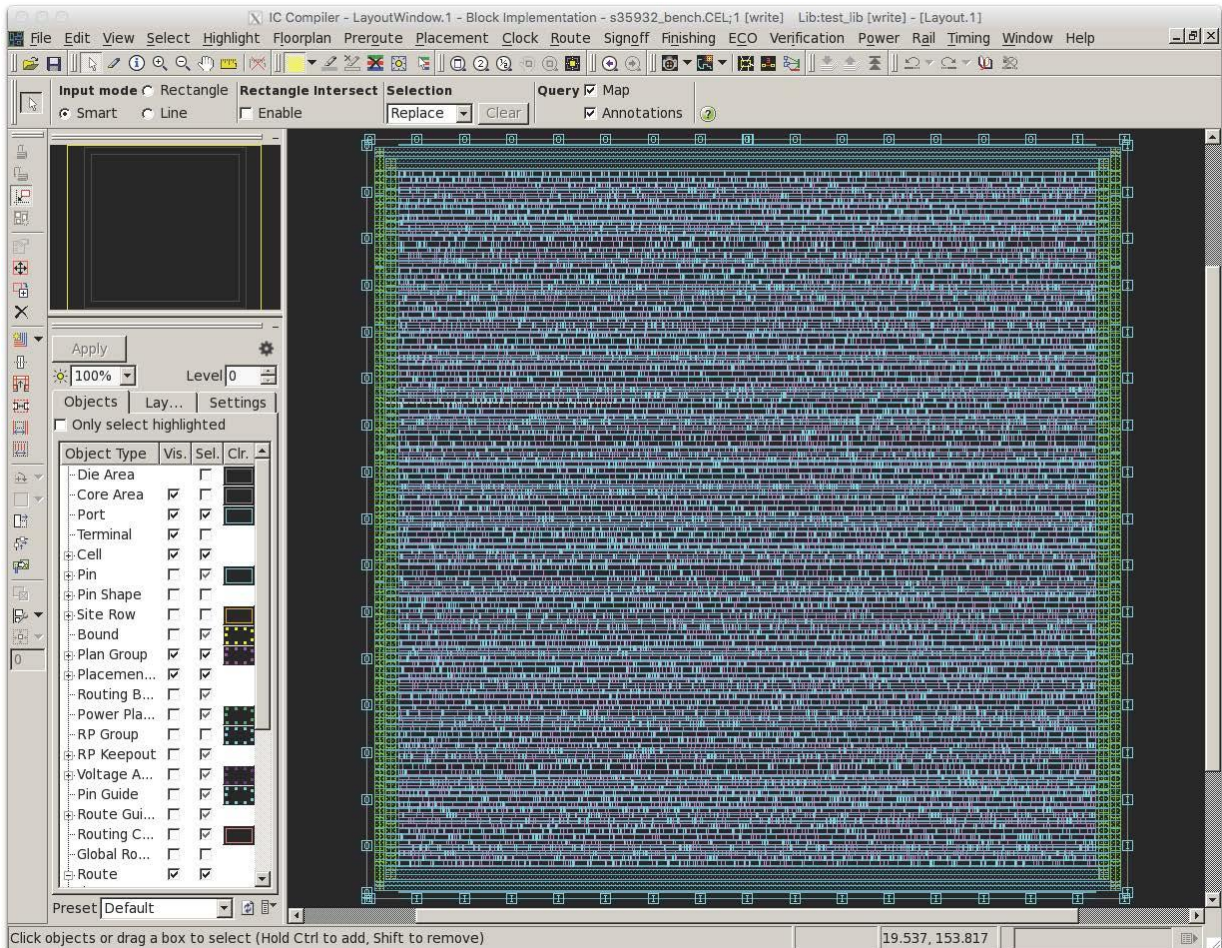 IC Compiler - LayoutWindow.1 - Block Implementation - s35932_bench.CEL;1 [write]   Lib:test_lib [write] - [Layout.1]
File Edit View Select Highlight Floorplan Preroute Placement Clock Route Signoff Finishing ECO Verification Power Rail Timing Window Help
Input mode Rectangle Rectangle Intersect Selection Query Map
Smart Line Enable Replace Clear Annotations
Apply
100% Level 0
Objects Lay... Settings
Only select highlighted
Object Type Vis. Sel. Clr.
Die Area
Core Area
Port
Terminal
Cell
Pin
Pin Shape
Site Row
Bound
Plan Group
Placemen...
Routing B...
Power Pla...
RP Group
RP Keepout
Voltage A...
Pin Guide
Route Gui...
Routing C...
Global Ro...
Route
0
Preset Default
Click objects or drag a box to select (Hold Ctrl to add, Shift to remove) 19.537, 153.817